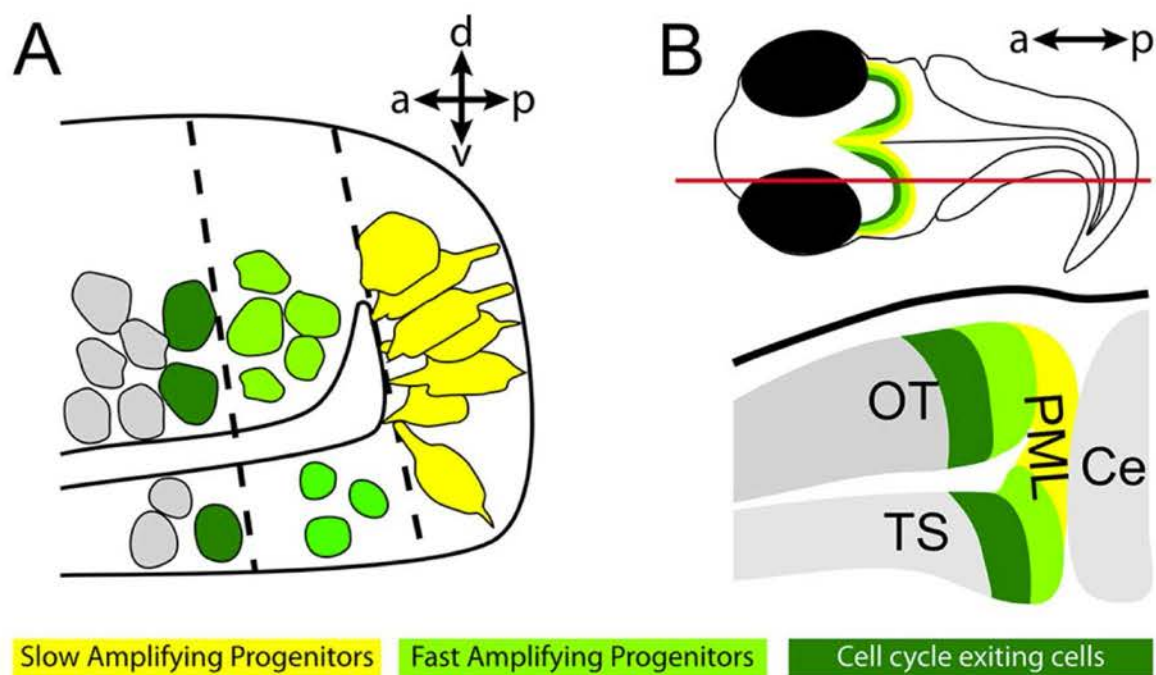 A
d
a p
v
B
a p
OT
PML
Ce
TS
Slow Amplifying Progenitors
Fast Amplifying Progenitors
Cell cycle exiting cells